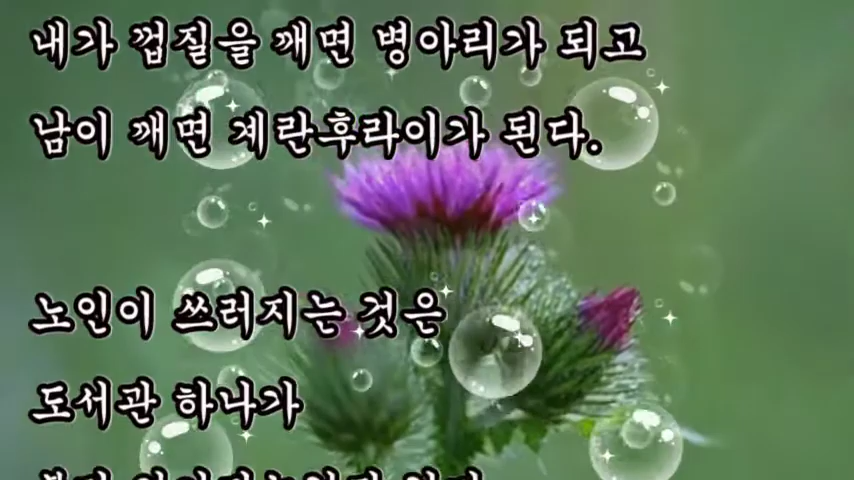 내가 껍질을 깨면 병아리가 되고
남이 깨면 계란후라이가 된다.
노인이 쓰러지는 것은
도서관 하나가